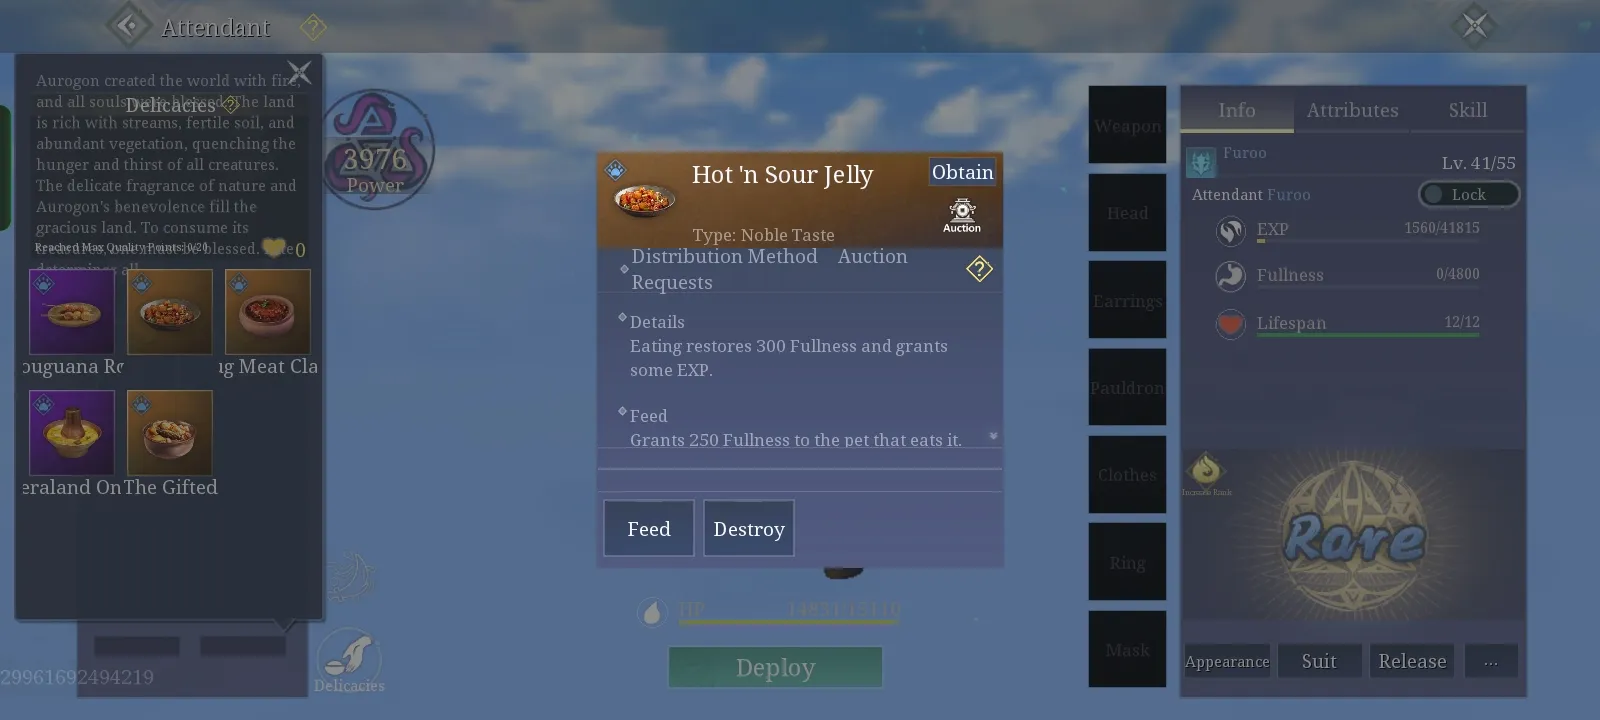 Attendant
?
Aurogon created the world with fire,
and all souls were blessed. The land
Delicacies ?
is rich with streams, fertile soil, and
abundant vegetation, quenching the
hunger and thirst of all creatures.
The delicate fragrance of nature and
Aurogon's benevolence fill the
gracious land. To consume its
Reached Max Quality Points: 0/20
0
ouguana Ro
ug Meat Cla
eraland On
The Gifted
29961692494219
3976
Power
Delicacies
Hot 'n Sour Jelly
Obtain
Auction
Type: Noble Taste
Distribution Method Auction
Requests
?
Details
Eating restores 300 Fullness and grants
some EXP.
Feed
Grants 250 Fullness to the pet that eats it.
Feed
Destroy
HP
Deploy
Weapon
Head
Earrings
Pauldron
Clothes
Ring
Mask
Info
Attributes
Skill
Furoo
Lv. 41/55
Attendant Furoo
Lock
EXP
1560/41815
Fullness
0/4800
Lifespan
12/12
Increase Rank
Rare
Appearance
Suit
Release
...